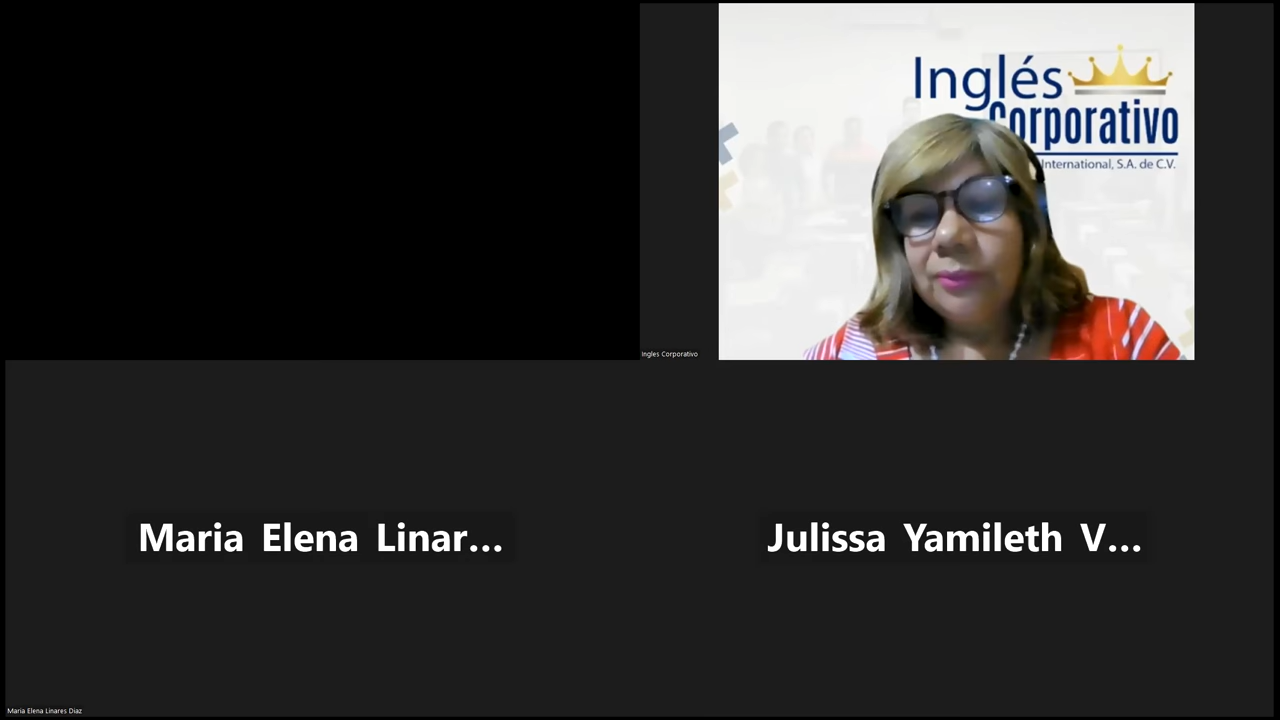 Inglés
Corporativo
International, S.A. de C.V.
Ingles Corporativo
Maria Elena Linar...
Julissa Yamileth V...
Maria Elena Linares Diaz